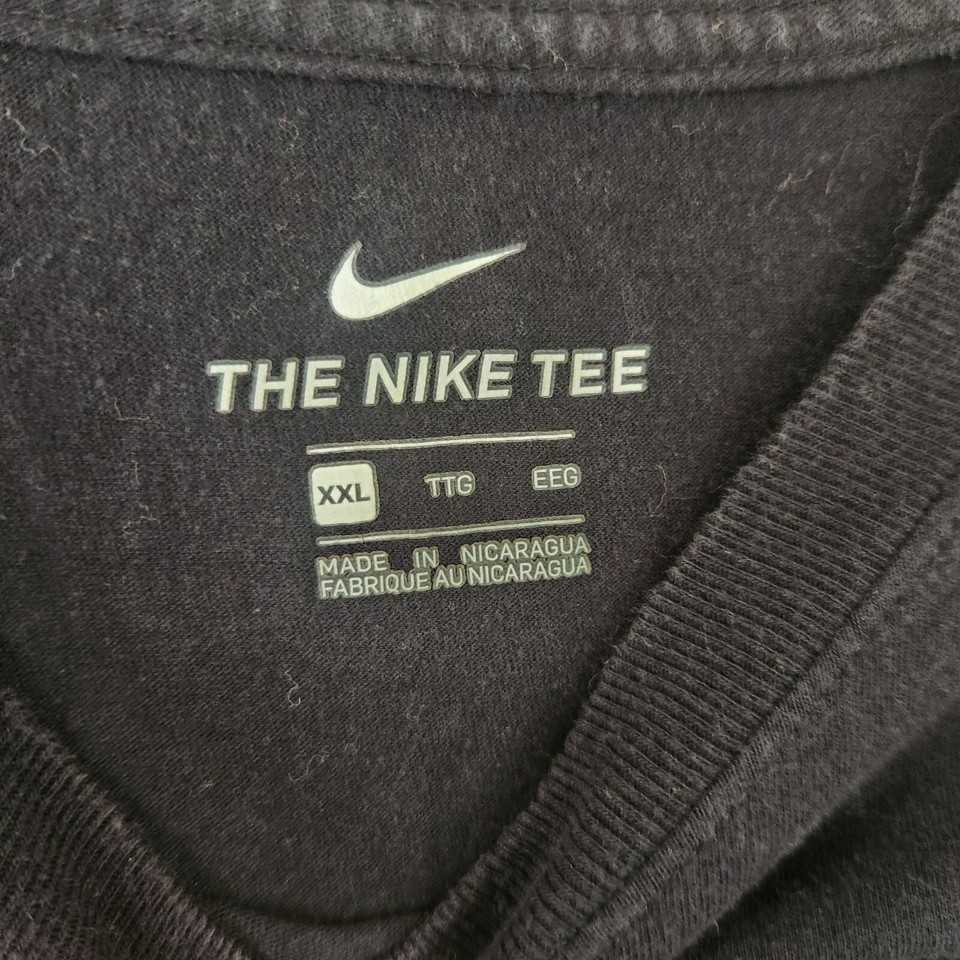 THE NIKE TEE
XXL TTG EEG
MADE IN NICARAGUA
FABRIQUE AU NICARAGUA